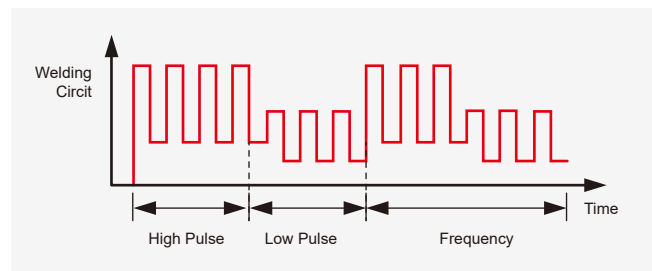 Welding
Circit
Time
High Pulse
Low Pulse
Frequency